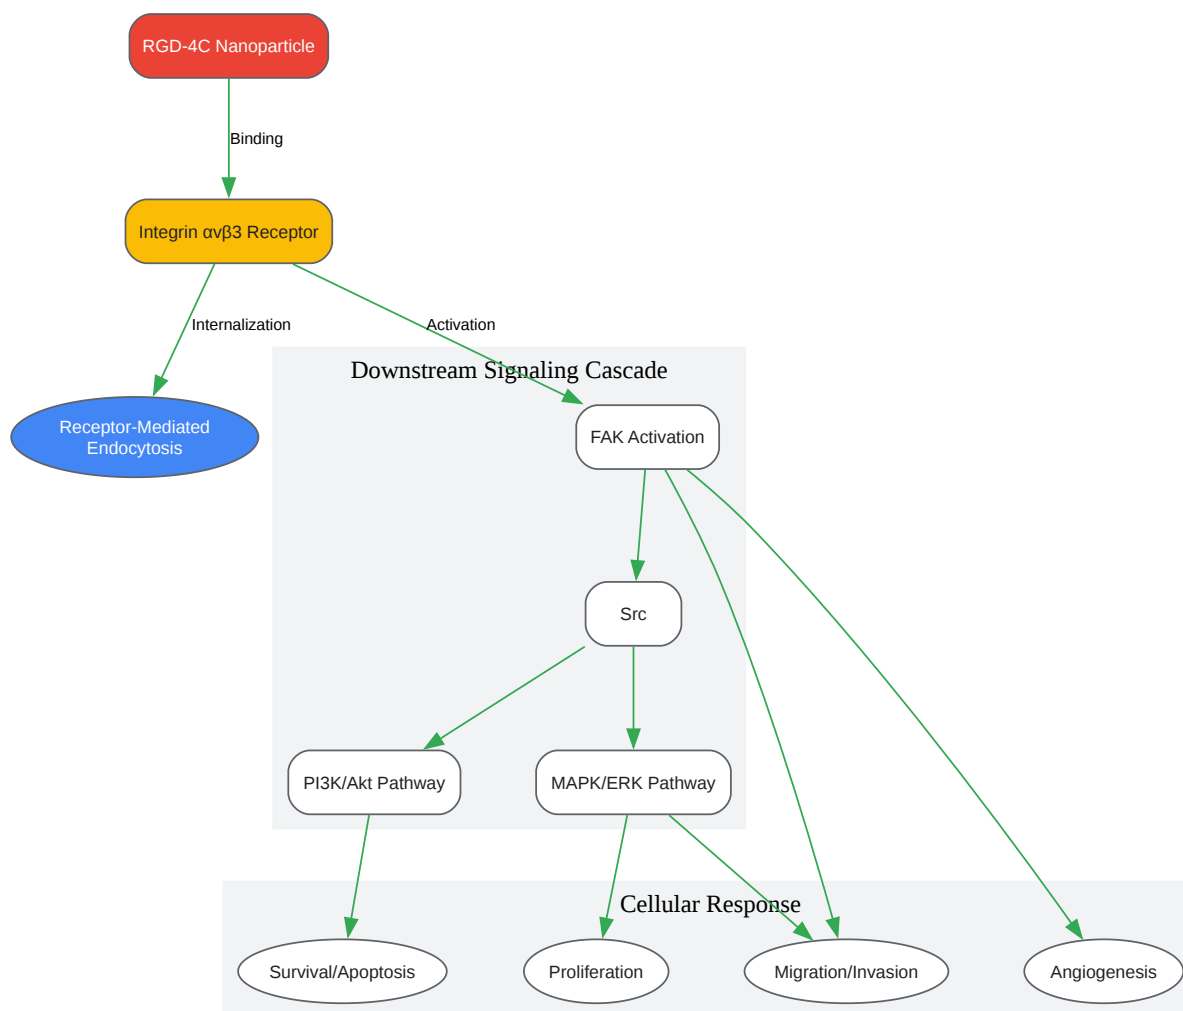 RGD-4C Nanoparticle
Binding
Integrin αvβ3 Receptor
Internalization
Activation
Downstream Signaling Cascade
Receptor-Mediated
Endocytosis
FAK Activation
Src
PI3K/Akt Pathway
MAPK/ERK Pathway
Cellular Response
Survival/Apoptosis
Proliferation
Migration/Invasion
Angiogenesis